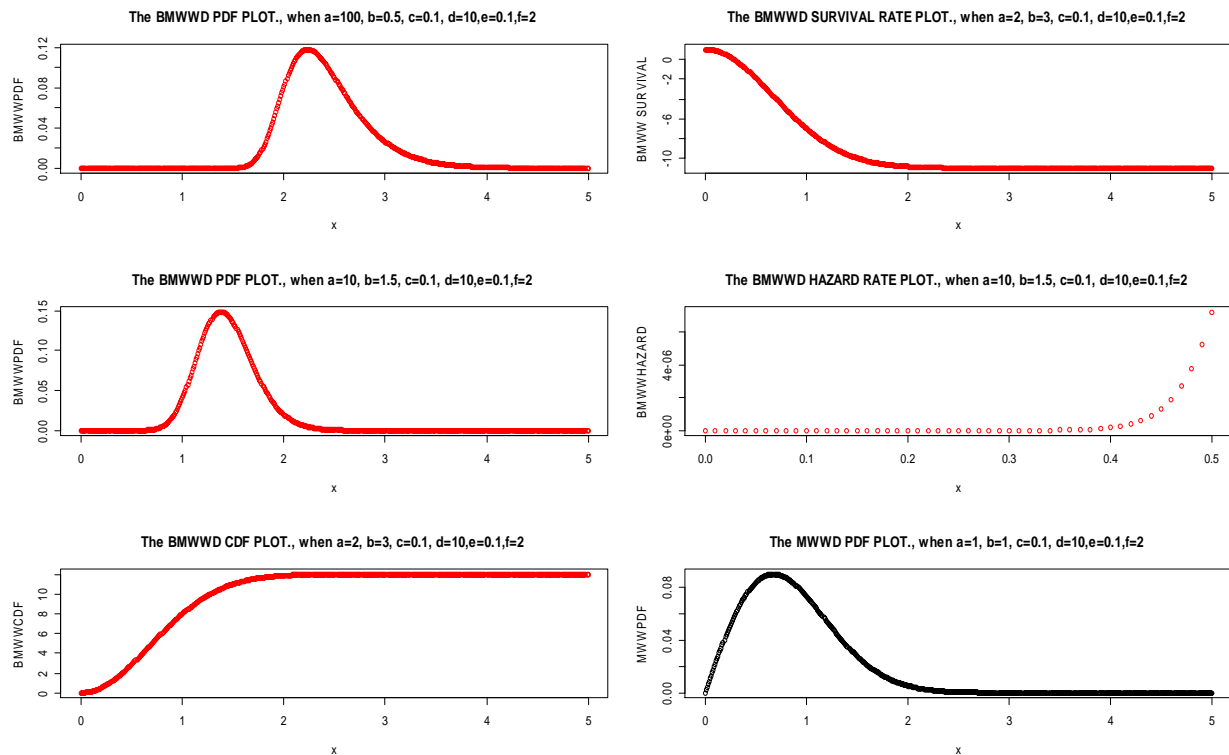 The BMWWD PDF PLOT., when a=100, b=0.5, c=0.1, d=10,e=0.1,f=2
BMWWPDF
0.00 0.04 0.08 0.12
0 1 2 3 4 5
x
The BMWWD SURVIVAL RATE PLOT., when a=2, b=3, c=0.1, d=10,e=0.1,f=2
BMWW SURVIVAL
-10 -6 -2 0
0 1 2 3 4 5
x
The BMWWD PDF PLOT., when a=10, b=1.5, c=0.1, d=10,e=0.1,f=2
BMWWPDF
0.00 0.05 0.10 0.15
0 1 2 3 4 5
x
The BMWWD HAZARD RATE PLOT., when a=10, b=1.5, c=0.1, d=10,e=0.1,f=2
BMWWHAZARD
0e+00 4e-06
0.0 0.1 0.2 0.3 0.4 0.5
x
The BMWWD CDF PLOT., when a=2, b=3, c=0.1, d=10,e=0.1,f=2
BMWWCDF
0 2 4 6 8 10
0 1 2 3 4 5
x
The MWWD PDF PLOT., when a=1, b=1, c=0.1, d=10,e=0.1,f=2
MWWPDF
0.00 0.04 0.08
0 1 2 3 4 5
x